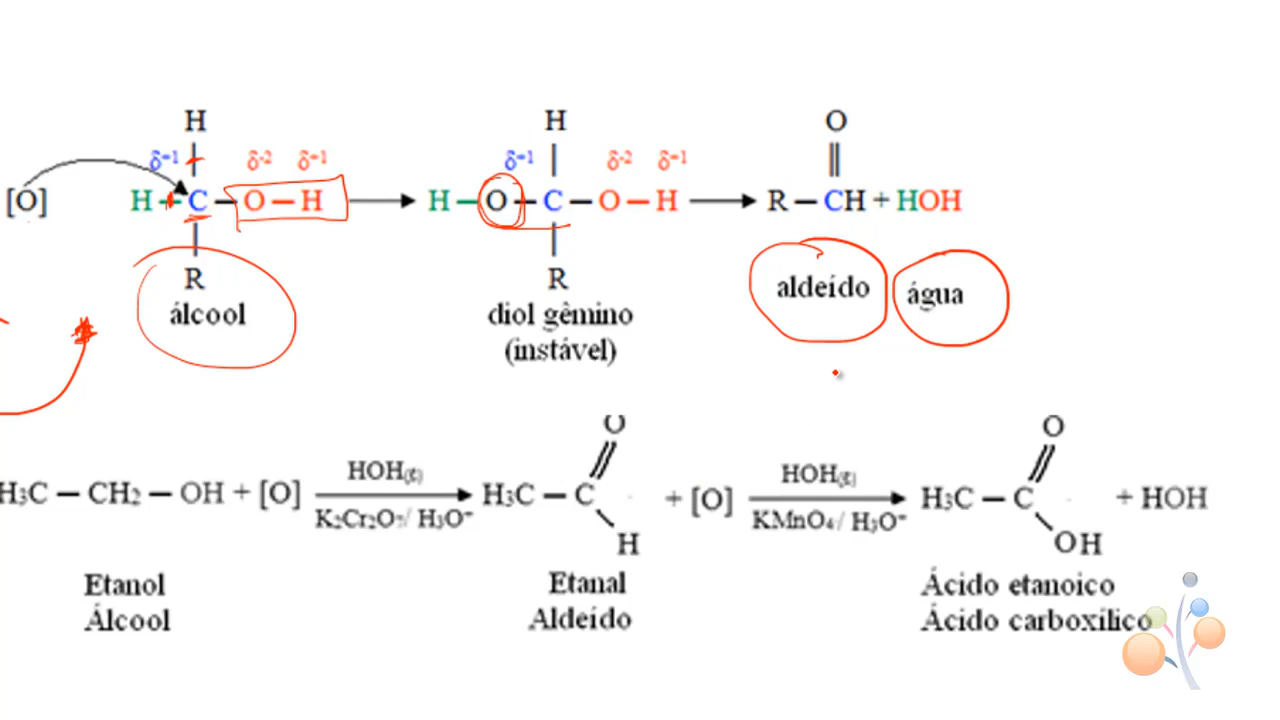 H H O
δ+1 δ-2 δ+1 δ+1 δ-2 δ+1
[O] H – C – O – H H – O – C – O – H R – CH + HOH
R R
álcool diol gêmino aldeído água
(instável)
O O
H₃C – CH₂ – OH + [O] HOH(ℓ) H₃C – C + [O] HOH(ℓ) H₃C – C + HOH
K₂Cr₂O₇/ H₃O⁺ KMnO₄/ H₃O⁺
H OH
Etanol Etanal Ácido etanoico
Álcool Aldeído Ácido carboxílico